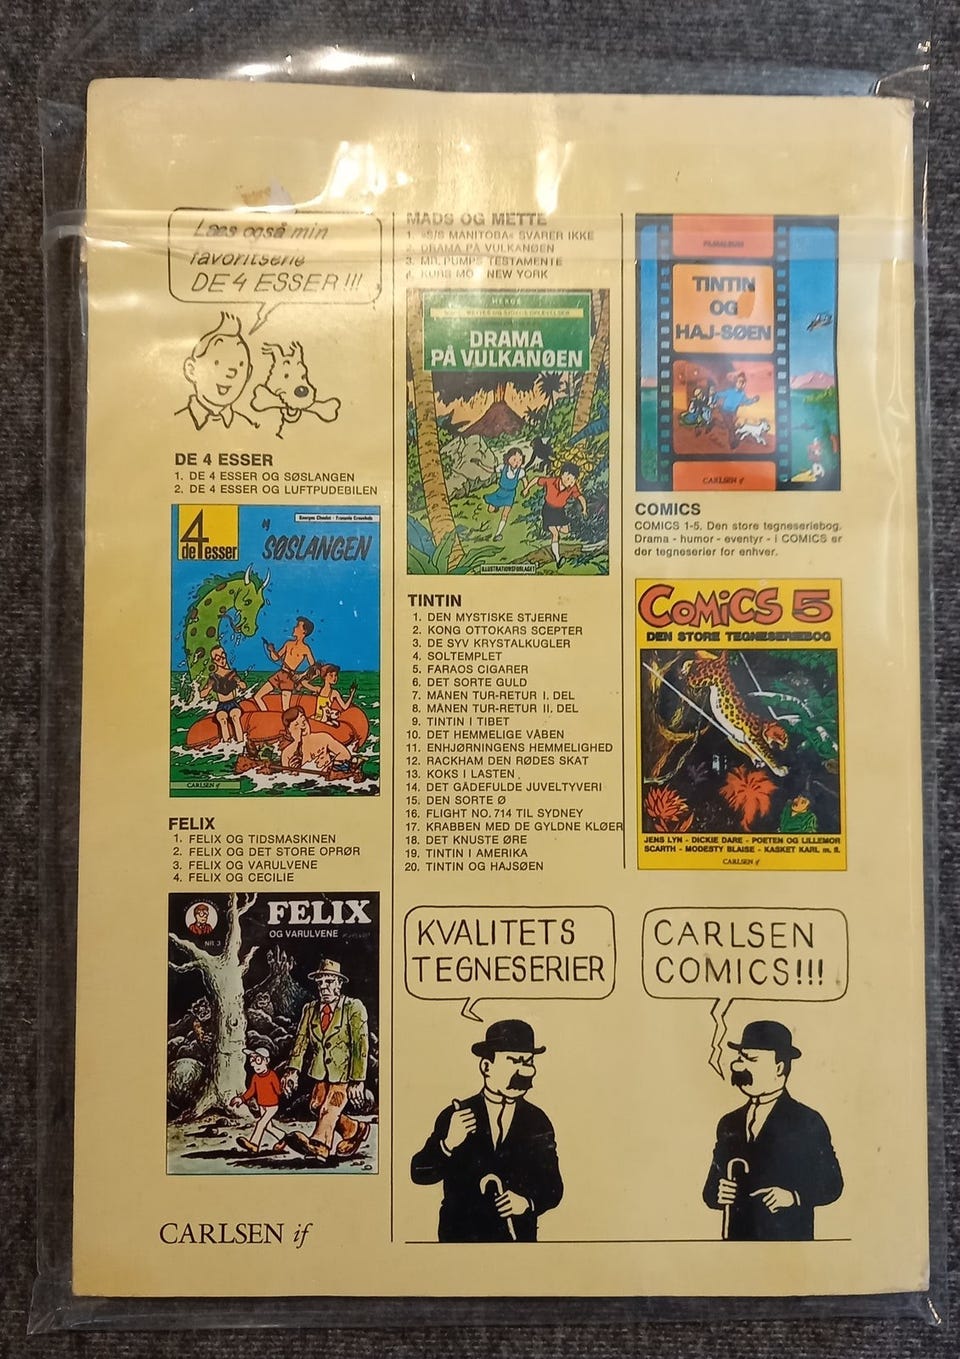 Læs også min
favoritserie
DE 4 ESSER!!!
DE 4 ESSER
1. DE 4 ESSER OG SØSLANGEN
2. DE 4 ESSER OG LUFTPUDEBILEN
4
de esser
SØSLANGEN
CARLSEN if
FELIX
1. FELIX OG TIDSMASKINEN
2. FELIX OG DET STORE OPRØR
3. FELIX OG VARULVENE
4. FELIX OG CECILIE
NR 3
FELIX
OG VARULVENE
CARLSEN if
MADS OG METTE
1. »S/S MANITOBA« SVARER IKKE
2. DRAMA PÅ VULKANØEN
3. MR. PUMPS TESTAMENTE
4. KURS MOD NEW YORK
HERGÉ
DRAMA
PÅ VULKANØEN
ILLUSTRATIONSFORLAGET
TINTIN
1. DEN MYSTISKE STJERNE
2. KONG OTTOKARS SCEPTER
3. DE SYV KRYSTALKUGLER
4. SOLTEMPLET
5. FARAOS CIGARER
6. DET SORTE GULD
7. MÅNEN TUR-RETUR I. DEL
8. MÅNEN TUR-RETUR II. DEL
9. TINTIN I TIBET
10. DET HEMMELIGE VÅBEN
11. ENHJØRNINGENS HEMMELIGHED
12. RACKHAM DEN RØDES SKAT
13. KOKS I LASTEN
14. DET GÅDEFULDE JUVELTYVERI
15. DEN SORTE Ø
16. FLIGHT NO. 714 TIL SYDNEY
17. KRABBEN MED DE GYLDNE KLØER
18. DET KNUSTE ØRE
19. TINTIN I AMERIKA
20. TINTIN OG HAJSØEN
FILMALBUM
TINTIN
OG
HAJ-SØEN
CARLSEN if
COMICS
COMICS 1-5. Den store tegneseriebog.
Drama - humor - eventyr - i COMICS er
der tegneserier for enhver.
COMICS 5
DEN STORE TEGNESERIEBOG
JENS LYN - DICKIE DARE - POETEN OG LILLEMOR
SCARTH - MODESTY BLAISE - KASKET KARL m. fl.
CARLSEN if
KVALITETS
TEGNESERIER
CARLSEN
COMICS!!!